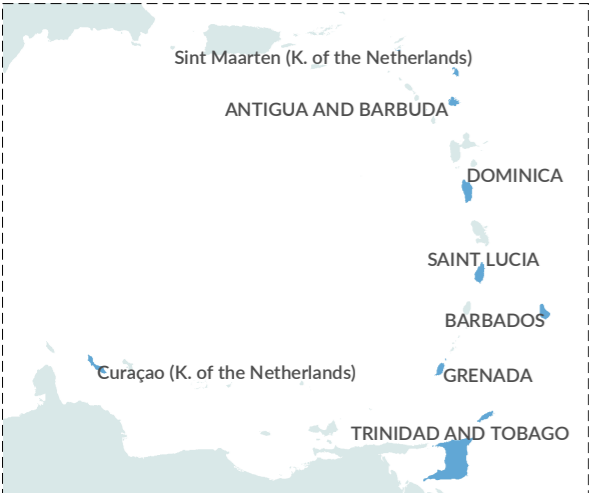 Sint Maarten (K. of the Netherlands)
ANTIGUA AND BARBUDA
DOMINICA
SAINT LUCIA
BARBADOS
Curaçao (K. of the Netherlands)
GRENADA
TRINIDAD AND TOBAGO